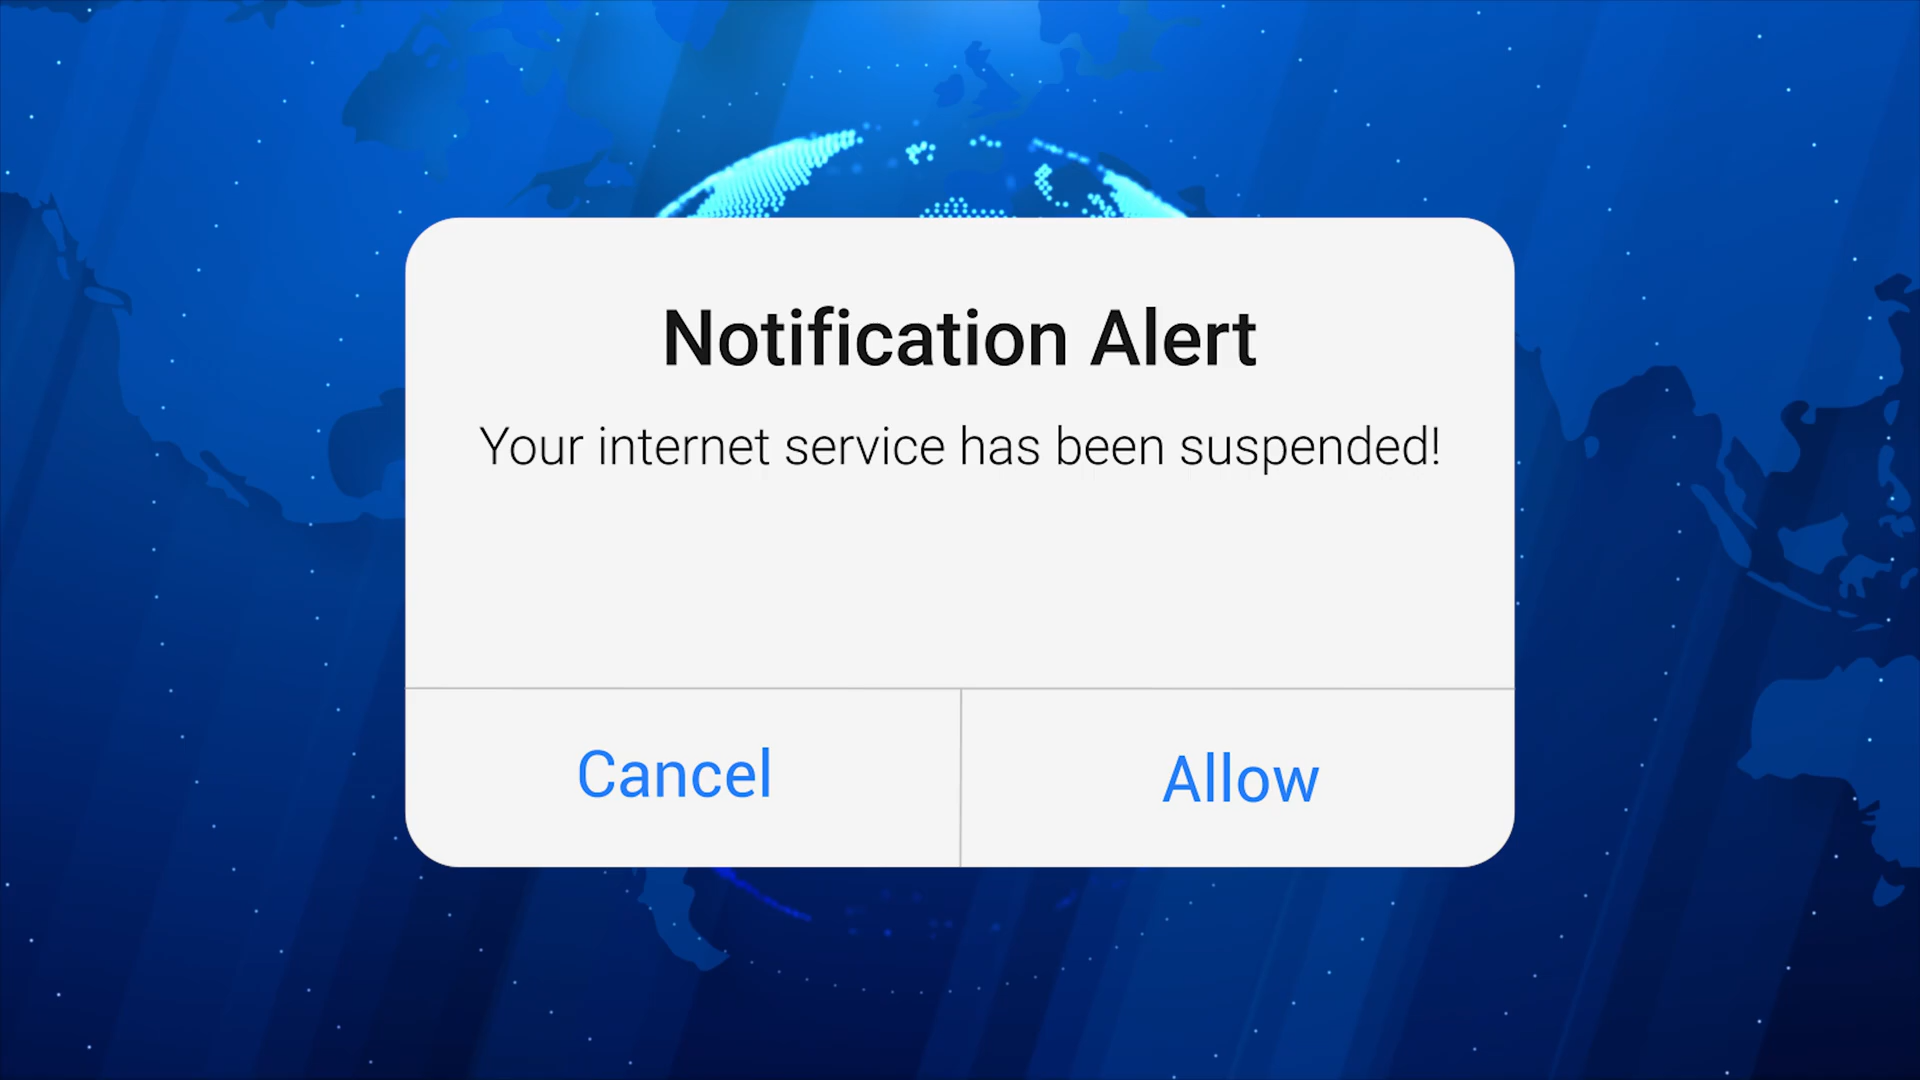 Notification Alert
Your internet service has been suspended!
Cancel
Allow